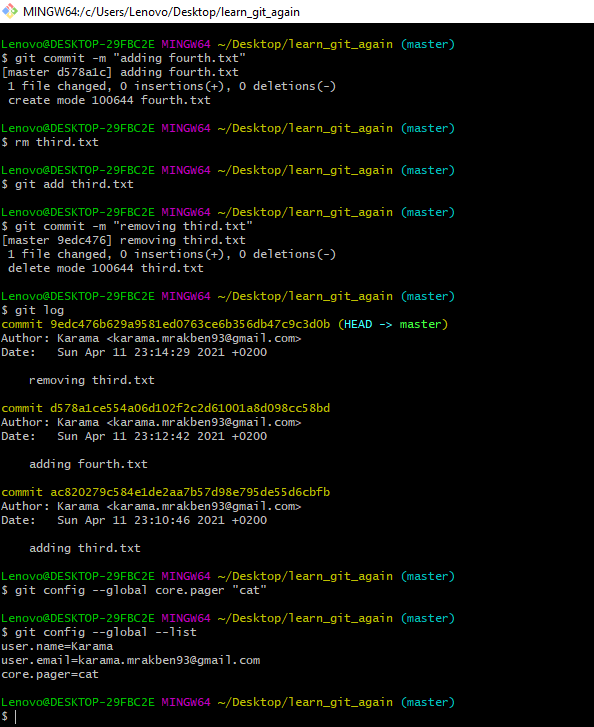 MINGW64:/c/Users/Lenovo/Desktop/learn_git_again
Lenovo@DESKTOP-29FBC2E MINGW64 ~/Desktop/learn_git_again (master)
$ git commit -m "adding fourth.txt"
[master d578a1c] adding fourth.txt
 1 file changed, 0 insertions(+), 0 deletions(-)
 create mode 100644 fourth.txt
Lenovo@DESKTOP-29FBC2E MINGW64 ~/Desktop/learn_git_again (master)
$ rm third.txt
Lenovo@DESKTOP-29FBC2E MINGW64 ~/Desktop/learn_git_again (master)
$ git add third.txt
Lenovo@DESKTOP-29FBC2E MINGW64 ~/Desktop/learn_git_again (master)
$ git commit -m "removing third.txt"
[master 9edc476] removing third.txt
 1 file changed, 0 insertions(+), 0 deletions(-)
 delete mode 100644 third.txt
Lenovo@DESKTOP-29FBC2E MINGW64 ~/Desktop/learn_git_again (master)
$ git log
commit 9edc476b629a9581ed0763ce6b356db47c9c3d0b (HEAD -> master)
Author: Karama <karama.mrakben93@gmail.com>
Date:   Sun Apr 11 23:14:29 2021 +0200
    removing third.txt
commit d578a1ce554a06d102f2c2d61001a8d098cc58bd
Author: Karama <karama.mrakben93@gmail.com>
Date:   Sun Apr 11 23:12:42 2021 +0200
    adding fourth.txt
commit ac820279c584e1de2aa7b57d98e795de55d6cbfb
Author: Karama <karama.mrakben93@gmail.com>
Date:   Sun Apr 11 23:10:46 2021 +0200
    adding third.txt
Lenovo@DESKTOP-29FBC2E MINGW64 ~/Desktop/learn_git_again (master)
$ git config --global core.pager "cat"
Lenovo@DESKTOP-29FBC2E MINGW64 ~/Desktop/learn_git_again (master)
$ git config --global --list
user.name=Karama
user.email=karama.mrakben93@gmail.com
core.pager=cat
Lenovo@DESKTOP-29FBC2E MINGW64 ~/Desktop/learn_git_again (master)
$